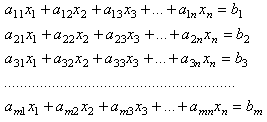 a₁₁x₁ + a₁₂x₂ + a₁₃x₃ + ... + a₁ₙxₙ = b₁
a₂₁x₁ + a₂₂x₂ + a₂₃x₃ + ... + a₂ₙxₙ = b₂
a₃₁x₁ + a₃₂x₂ + a₃₃x₃ + ... + a₃ₙxₙ = b₃
......................................................
aₘ₁x₁ + aₘ₂x₂ + aₘ₃x₃ + ... + aₘₙxₙ = bₘ